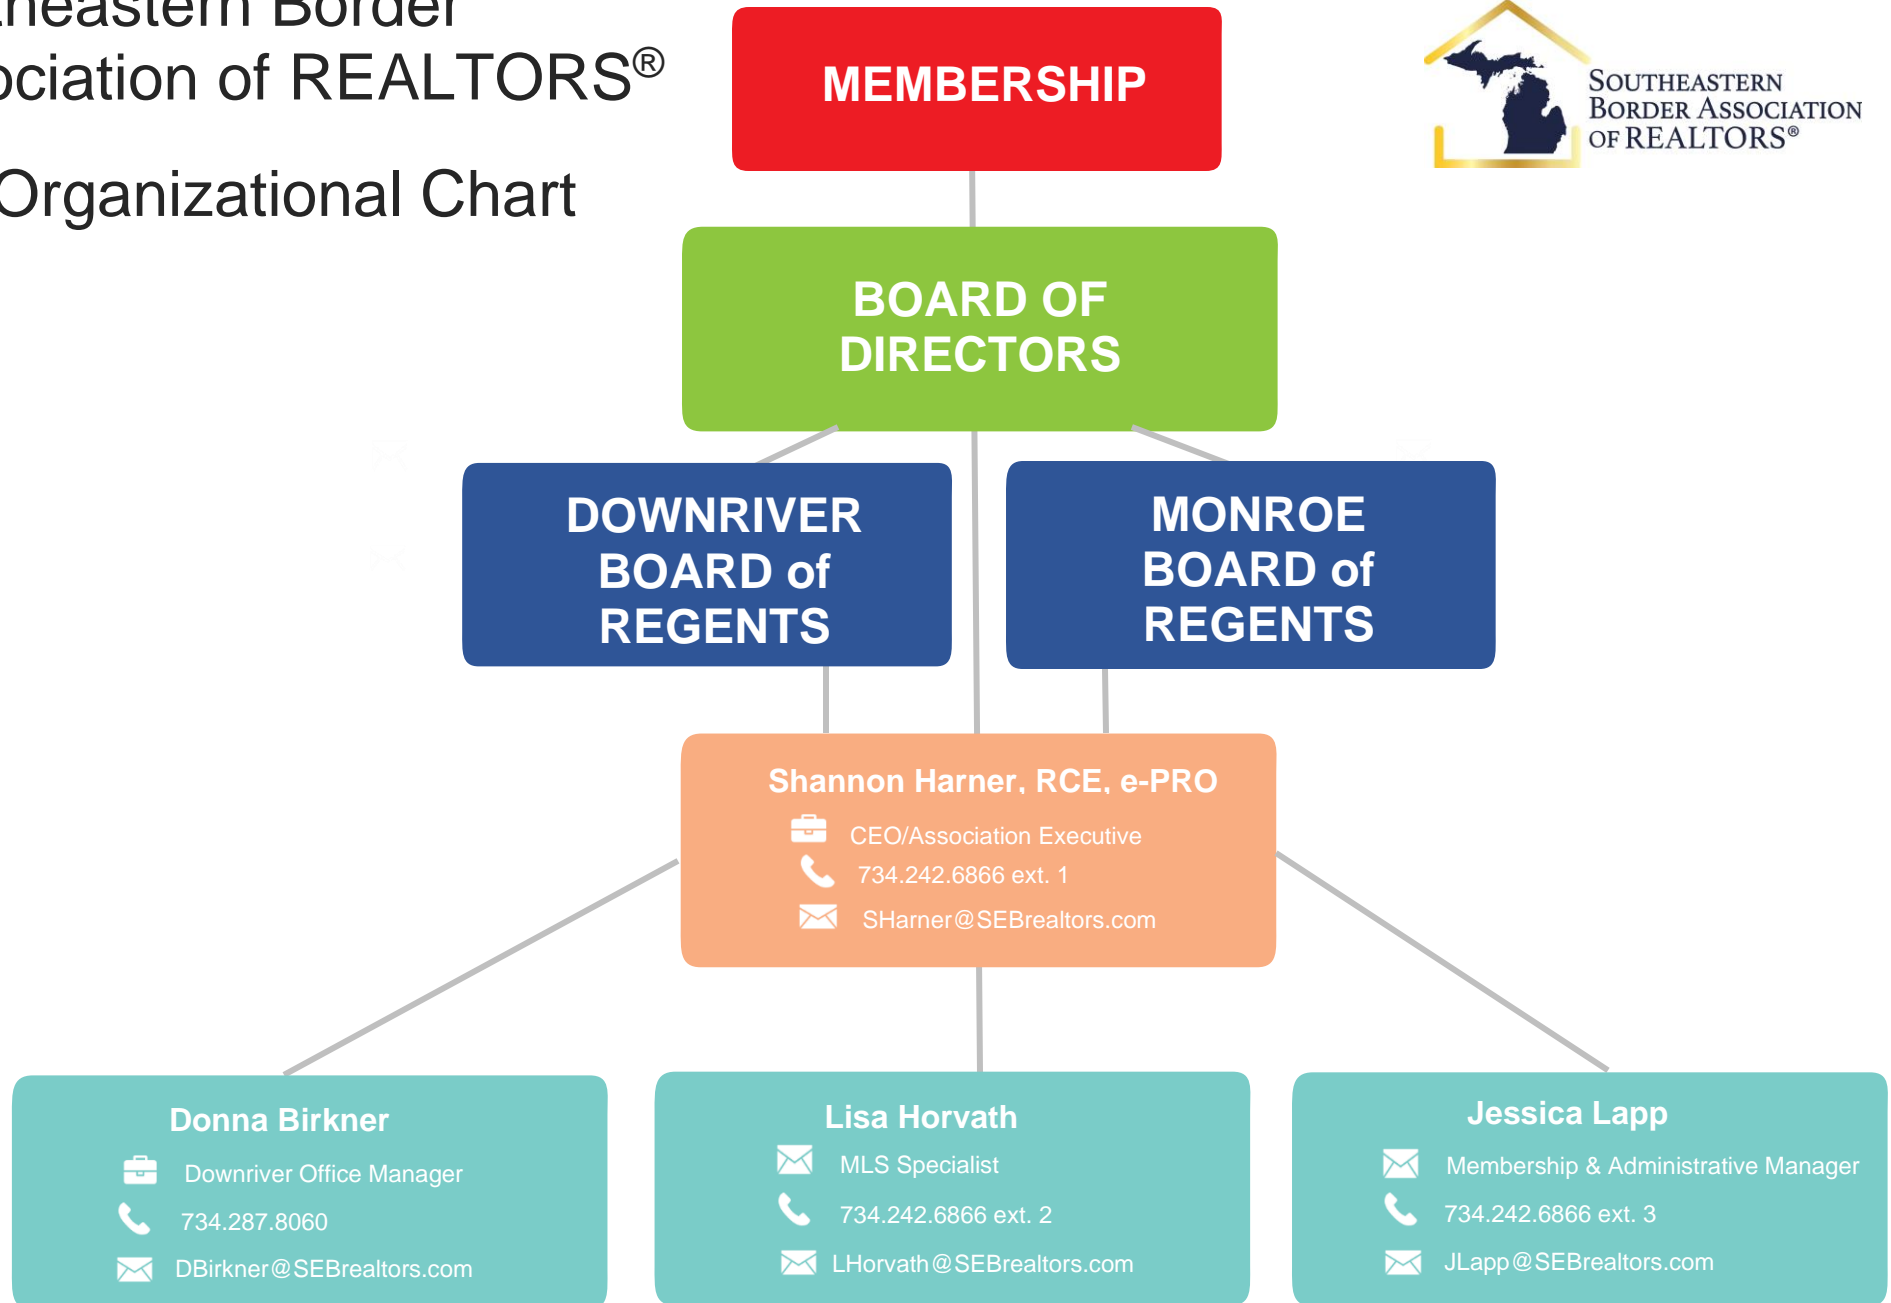 theastern Border
ociation of REALTORS®
Organizational Chart
MEMBERSHIP
SOUTHEASTERN
BORDER ASSOCIATION
OF REALTORS®
BOARD OF
DIRECTORS
DOWNRIVER
BOARD of
REGENTS
MONROE
BOARD of
REGENTS
Shannon Harner, RCE, e-PRO
CEO/Association Executive
734.242.6866 ext. 1
SHarner@SEBrealtors.com
Donna Birkner
Downriver Office Manager
734.287.8060
DBirkner@SEBrealtors.com
Lisa Horvath
MLS Specialist
734.242.6866 ext. 2
LHorvath@SEBrealtors.com
Jessica Lapp
Membership & Administrative Manager
734.242.6866 ext. 3
JLapp@SEBrealtors.com